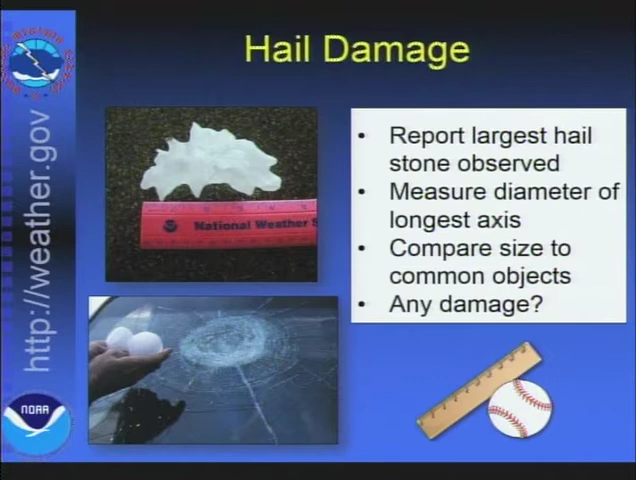 Hail Damage
• Report largest hail
stone observed
• Measure diameter of
longest axis
• Compare size to
common objects
• Any damage?
National Weather S
http://weather.gov
NOAA